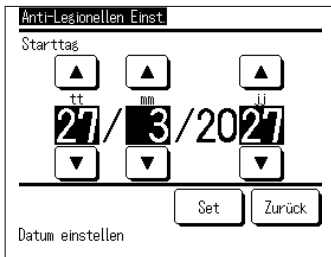 Anti-Legionellen Einst.
Starttag
tt mm jj
27/ 3/2027
Set Zurück
Datum einstellen